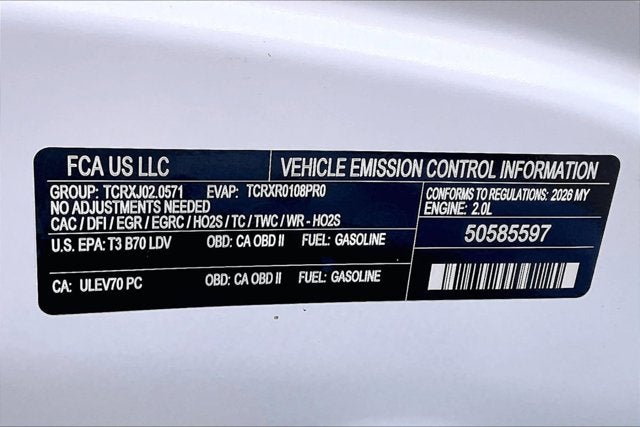 FCA US LLC
VEHICLE EMISSION CONTROL INFORMATION
GROUP: TCRXJ02.0571 EVAP: TCRXR0108PR0
NO ADJUSTMENTS NEEDED
CAC / DFI / EGR / EGRC / HO2S / TC / TWC / WR - HO2S
U.S. EPA: T3 B70 LDV OBD: CA OBD II FUEL: GASOLINE
CA: ULEV70 PC OBD: CA OBD II FUEL: GASOLINE
CONFORMS TO REGULATIONS: 2026 MY
ENGINE: 2.0L
50585597